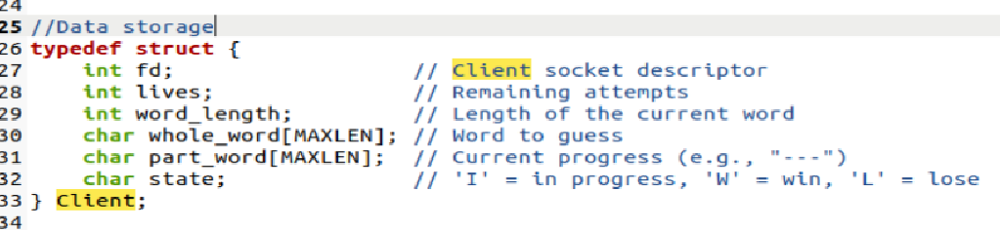 24
25 //Data storage
26 typedef struct {
27     int fd;                  // Client socket descriptor
28     int lives;               // Remaining attempts
29     int word_length;         // Length of the current word
30     char whole_word[MAXLEN]; // Word to guess
31     char part_word[MAXLEN];  // Current progress (e.g., "---")
32     char state;              // 'I' = in progress, 'W' = win, 'L' = lose
33 } Client;
34